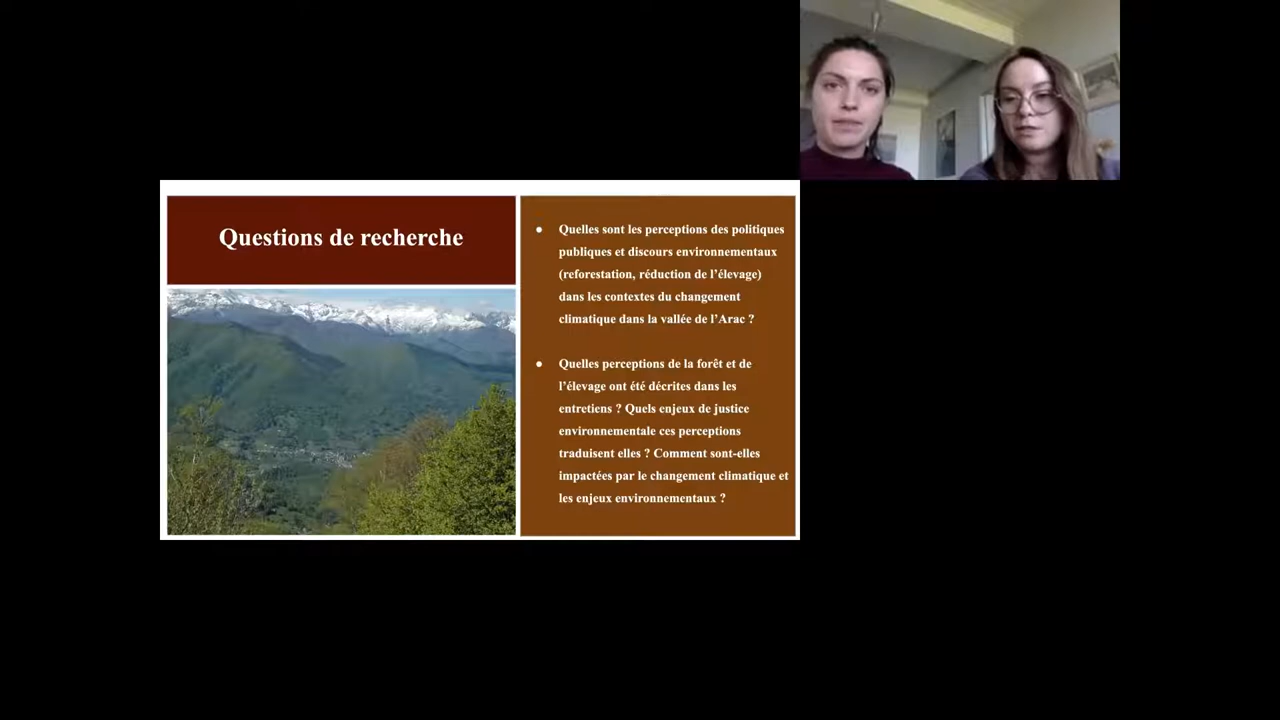 Questions de recherche
● Quelles sont les perceptions des politiques
publiques et discours environnementaux
(reforestation, réduction de l'élevage)
dans les contextes du changement
climatique dans la vallée de l'Arac ?
● Quelles perceptions de la forêt et de
l'élevage ont été décrites dans les
entretiens ? Quels enjeux de justice
environnementale ces perceptions
traduisent elles ? Comment sont-elles
impactées par le changement climatique et
les enjeux environnementaux ?